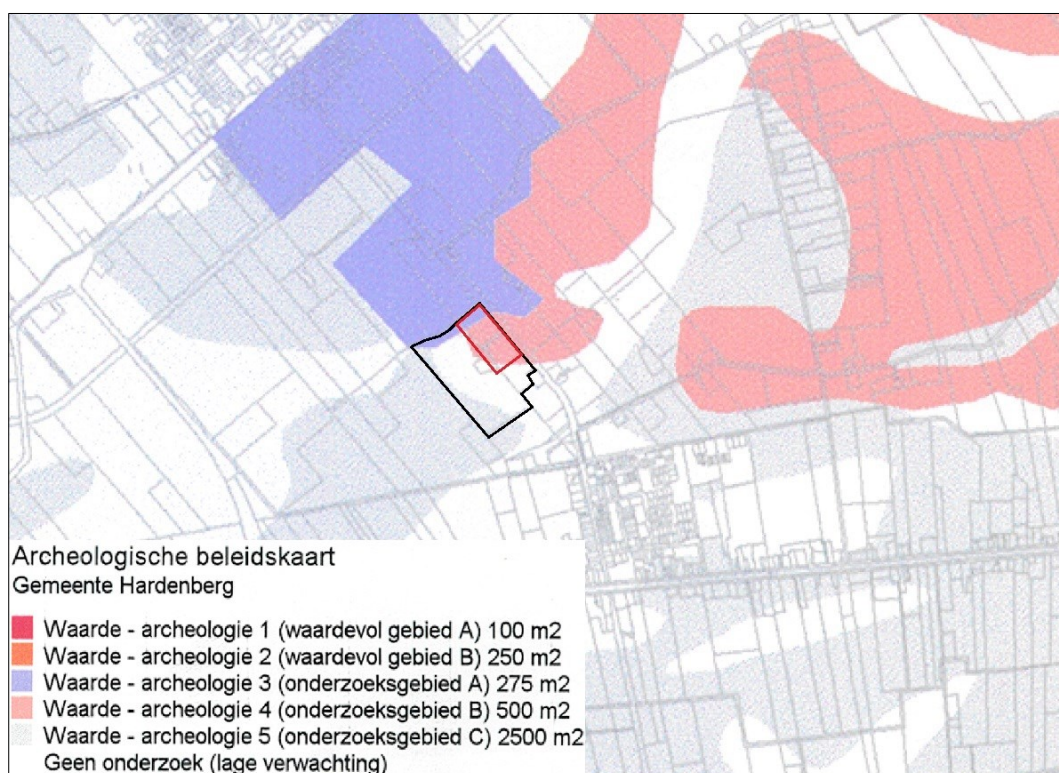 Archeologische beleidskaart
Gemeente Hardenberg
Waarde - archeologie 1 (waardevol gebied A) 100 m2
Waarde - archeologie 2 (waardevol gebied B) 250 m2
Waarde - archeologie 3 (onderzoeksgebied A) 275 m2
Waarde - archeologie 4 (onderzoeksgebied B) 500 m2
Waarde - archeologie 5 (onderzoeksgebied C) 2500 m2
Geen onderzoek (lage verwachting)